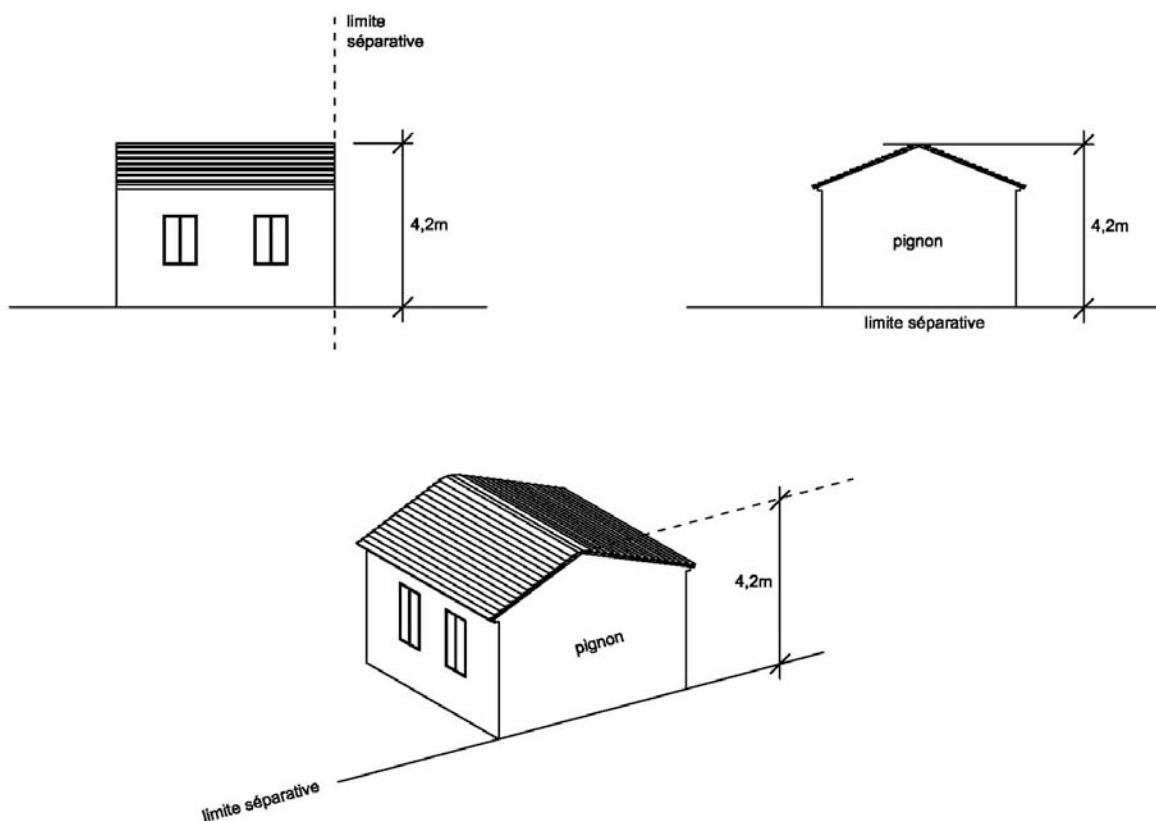 limite
séparative
4,2m
pignon
4,2m
limite séparative
4,2m
pignon
limite séparative